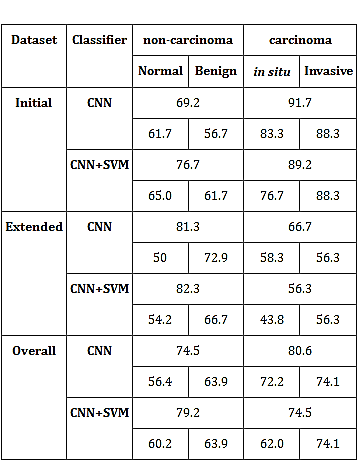 Dataset Classifier non-carcinoma carcinoma
Normal Benign in situ Invasive
Initial CNN 69.2 91.7
61.7 56.7 83.3 88.3
CNN+SVM 76.7 89.2
65.0 61.7 76.7 88.3
Extended CNN 81.3 66.7
50 72.9 58.3 56.3
CNN+SVM 82.3 56.3
54.2 66.7 43.8 56.3
Overall CNN 74.5 80.6
56.4 63.9 72.2 74.1
CNN+SVM 79.2 74.5
60.2 63.9 62.0 74.1